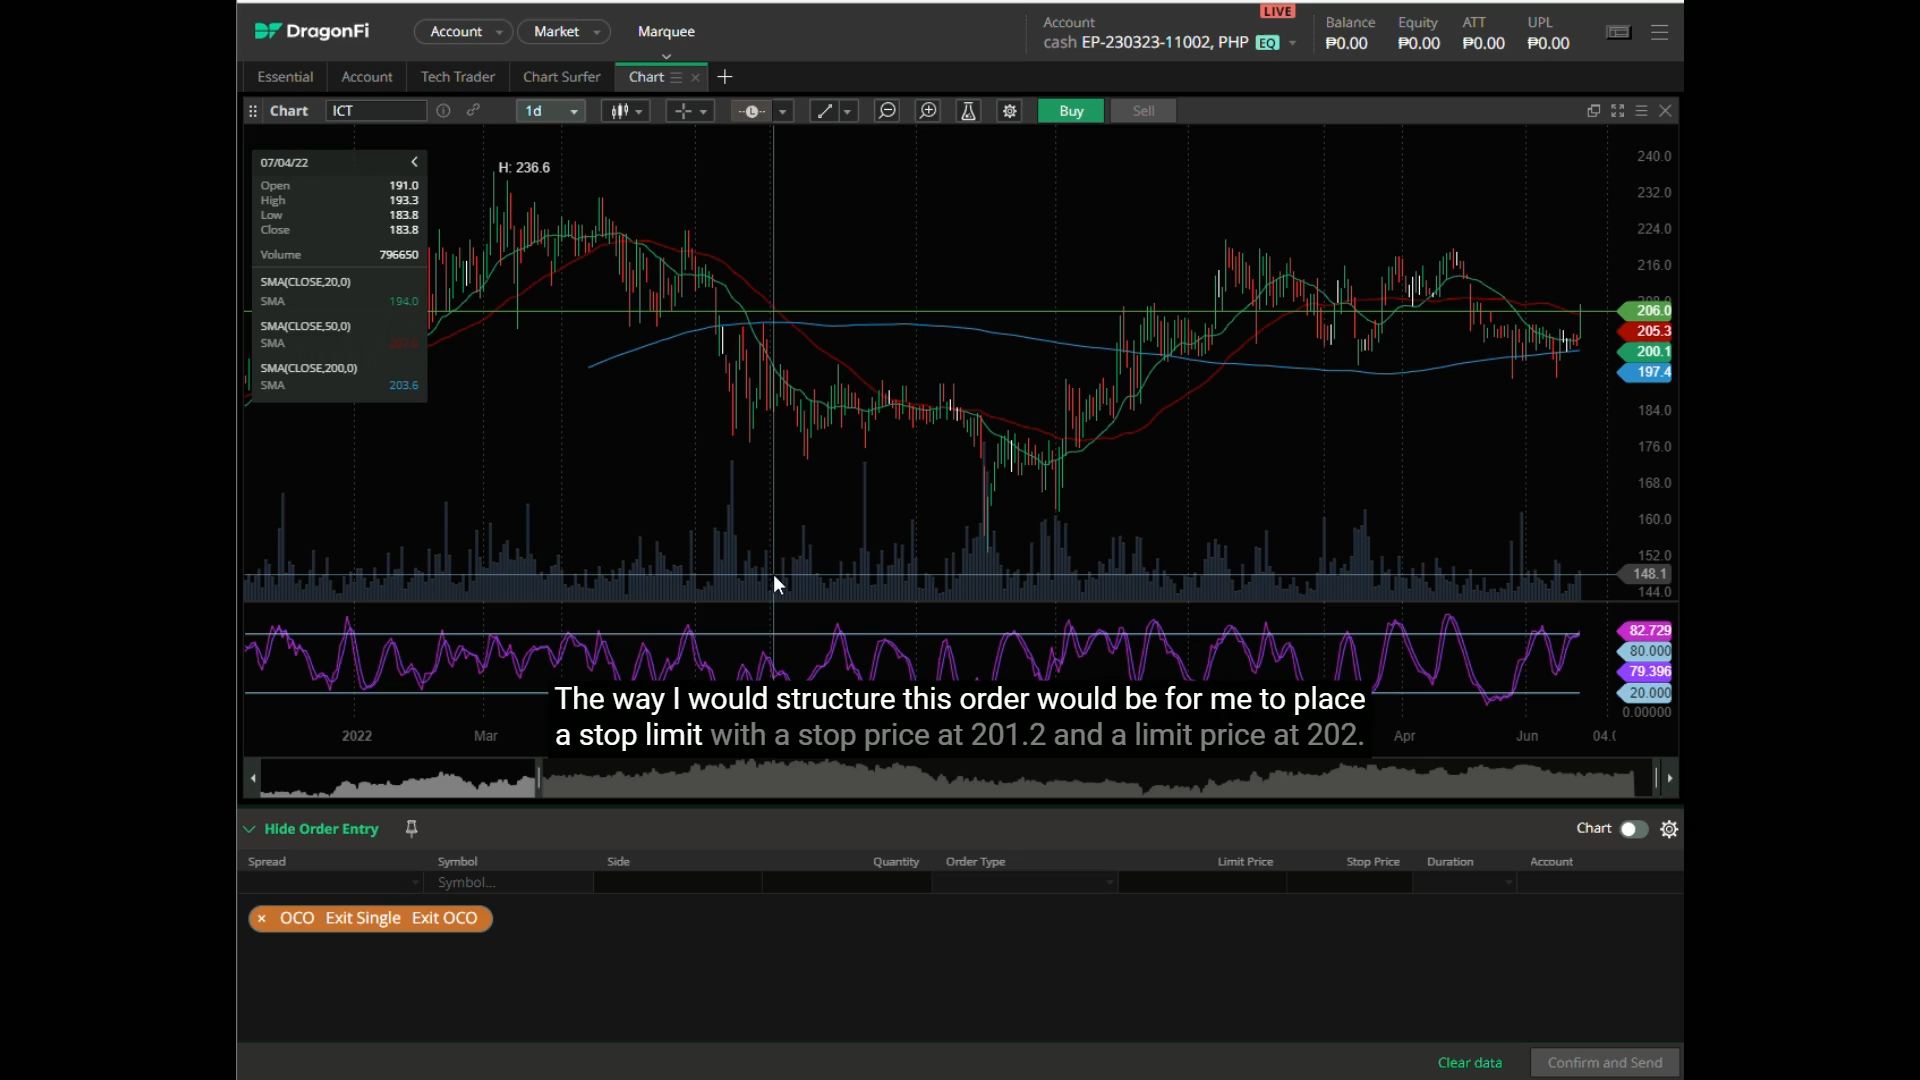 LIVE
DragonFi Account Market Marquee Account Balance Equity ATT UPL
cash EP-230323-11002, PHP EQ ₱0.00 ₱0.00 ₱0.00 ₱0.00
Essential Account Tech Trader Chart Surfer Chart
Chart ICT 1d L Buy Sell
07/04/22
Open 191.0
High 193.3
Low 183.8
Close 183.8
Volume 796650
SMA(CLOSE,20,0)
SMA 194.0
SMA(CLOSE,50,0)
SMA
SMA(CLOSE,200,0)
SMA 203.6
H: 236.6
240.0
232.0
224.0
216.0
206.0
205.3
200.1
197.4
184.0
176.0
168.0
160.0
152.0
148.1
144.0
82.729
80.000
79.396
20.000
0.00000
The way I would structure this order would be for me to place
a stop limit with a stop price at 201.2 and a limit price at 202.
2022 Mar Apr Jun 04.
Hide Order Entry Chart
Spread Symbol Side Quantity Order Type Limit Price Stop Price Duration Account
Symbol...
× OCO Exit Single Exit OCO
Clear data Confirm and Send